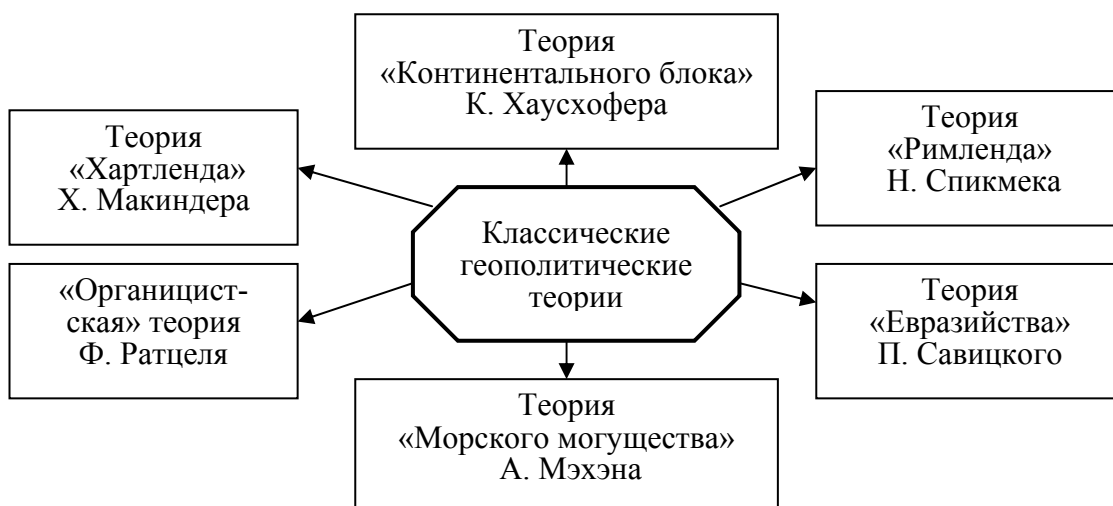 Теория
«Континентального блока»
К. Хаусхофера
Теория
«Хартленда»
Х. Макиндера
Теория
«Римленда»
Н. Спикмека
Классические
геополитические
теории
«Органицист-
ская» теория
Ф. Ратцеля
Теория
«Евразийства»
П. Савицкого
Теория
«Морского могущества»
А. Мэхэна